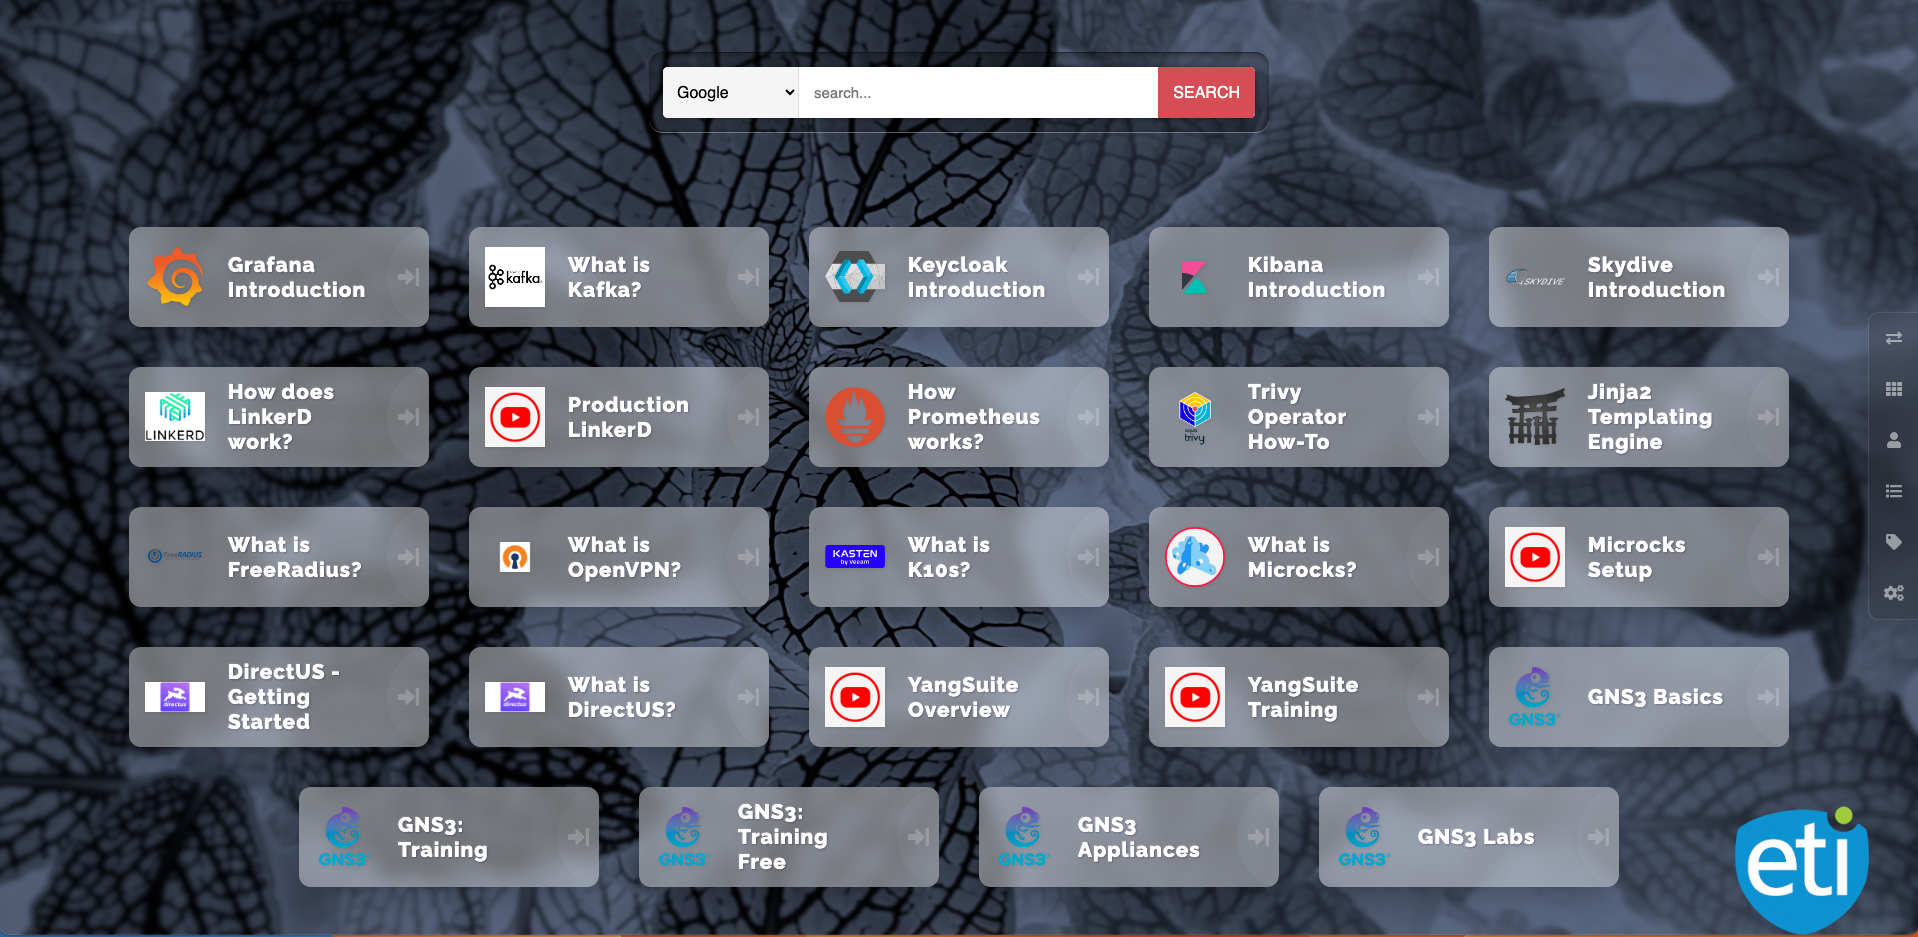 Google
search...
SEARCH
Grafana
Introduction
kafka
What is
Kafka?
Keycloak
Introduction
Kibana
Introduction
SKYDIVE
Skydive
Introduction
LINKERD
How does
LinkerD
work?
Production
LinkerD
How
Prometheus
works?
aqua
trivy
Trivy
Operator
How-To
Jinja2
Templating
Engine
FreeRADIUS
What is
FreeRadius?
What is
OpenVPN?
KASTEN
by Veeam
What is
K10s?
What is
Microcks?
Microcks
Setup
directus
DirectUS -
Getting
Started
directus
What is
DirectUS?
YangSuite
Overview
YangSuite
Training
GNS3
GNS3 Basics
GNS3
GNS3:
Training
GNS3
GNS3:
Training
Free
GNS3
GNS3
Appliances
GNS3
GNS3 Labs
eti